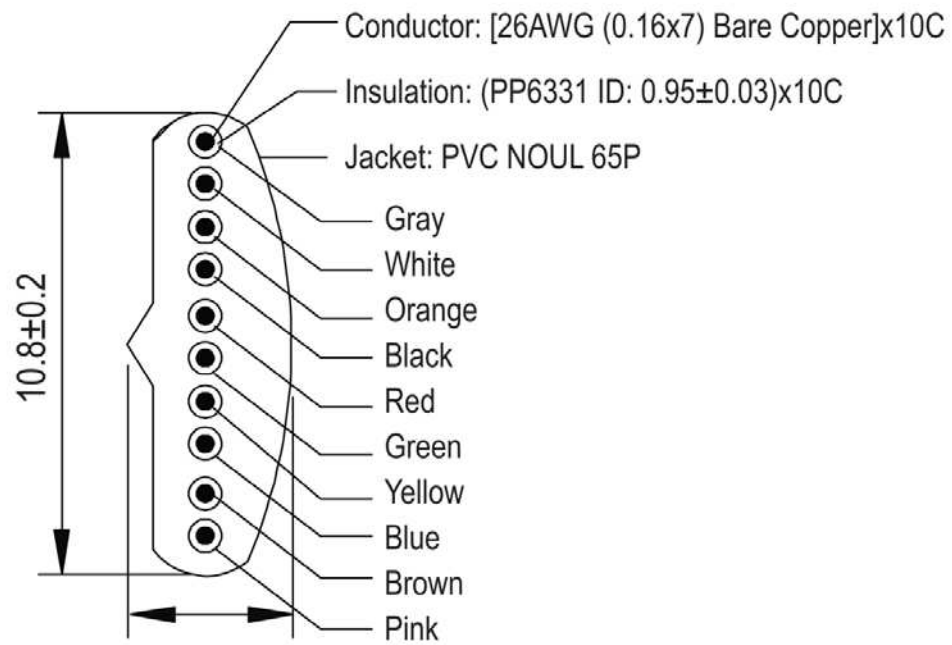 Conductor: [26AWG (0.16x7) Bare Copper]x10C
Insulation: (PP6331 ID: 0.95±0.03)x10C
Jacket: PVC NOUL 65P
Gray
White
Orange
Black
Red
Green
Yellow
Blue
Brown
Pink
10.8±0.2